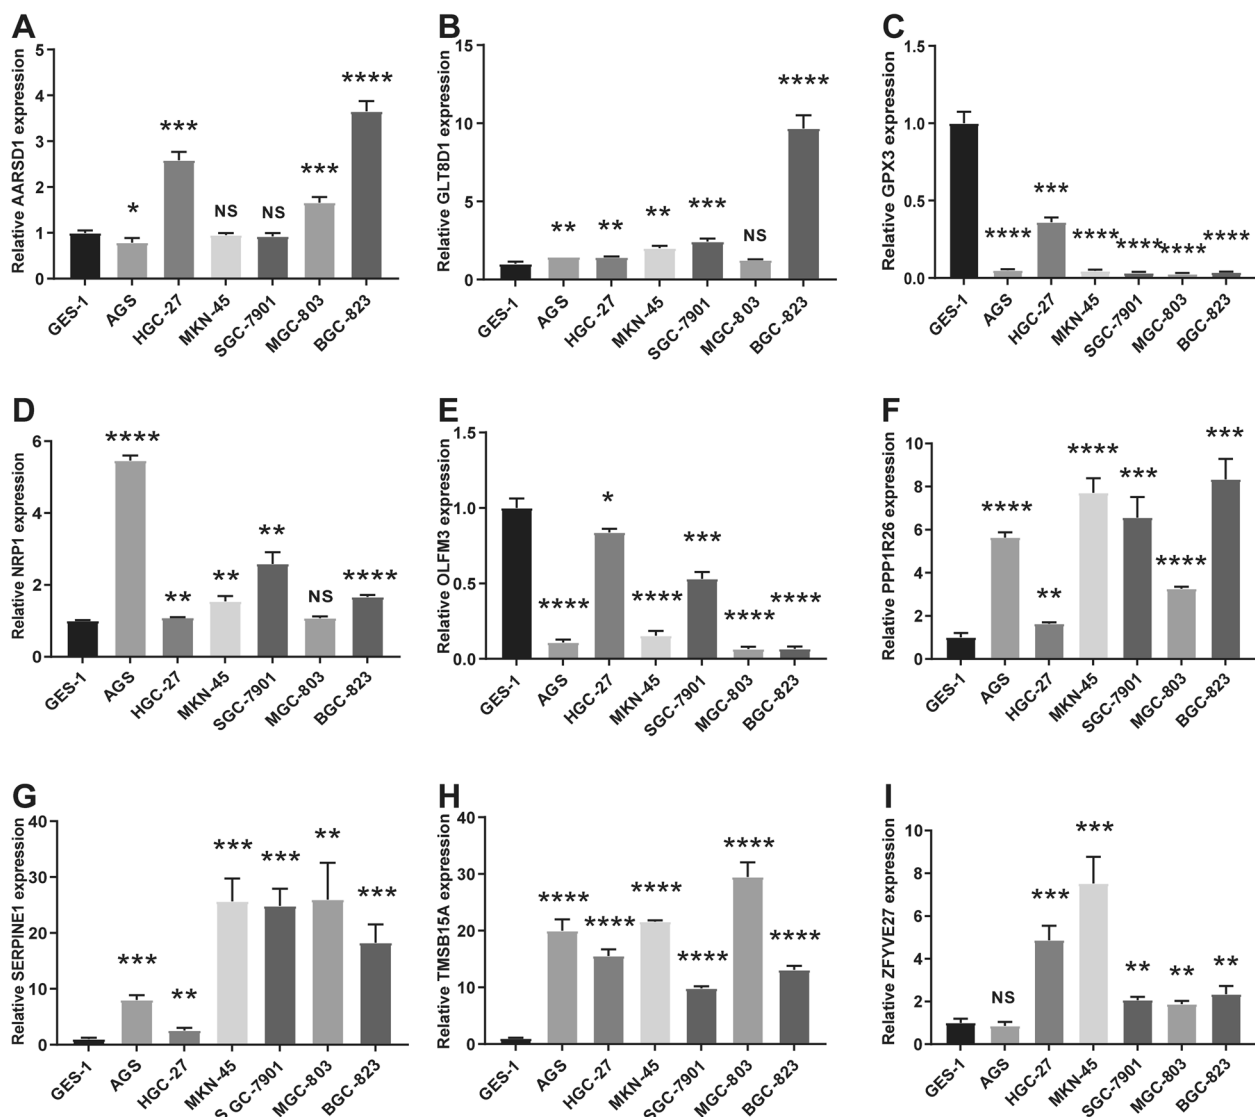 A
Relative AARSD1 expression
5
4
3
2
1
0
*
***
NS
NS
***
****
GES-1
AGS
HGC-27
MKN-45
SGC-7901
MGC-803
BGC-823
B
Relative GLT8D1 expression
15
10
5
0
**
**
**
***
NS
****
GES-1
AGS
HGC-27
MKN-45
SGC-7901
MGC-803
BGC-823
C
Relative GPX3 expression
1.5
1.0
0.5
0.0
****
***
****
****
****
****
GES-1
AGS
HGC-27
MKN-45
SGC-7901
MGC-803
BGC-823
D
Relative NRP1 expression
6
4
2
0
****
**
**
**
NS
****
GES-1
AGS
HGC-27
MKN-45
SGC-7901
MGC-803
BGC-823
E
Relative OLFM3 expression
1.5
1.0
0.5
0.0
****
*
****
***
****
****
GES-1
AGS
HGC-27
MKN-45
SGC-7901
MGC-803
BGC-823
F
Relative PPP1R26 expression
10
8
6
4
2
0
****
**
****
***
****
***
GES-1
AGS
HGC-27
MKN-45
SGC-7901
MGC-803
BGC-823
G
Relative SERPINE1 expression
40
30
20
10
0
***
**
***
***
**
***
GES-1
AGS
HGC-27
MKN-45
S GC-7901
MGC-803
BGC-823
H
Relative TMSB15A expression
40
30
20
10
0
****
****
****
****
****
****
GES-1
AGS
HGC-27
MKN-45
SGC-7901
MGC-803
BGC-823
I
Relative ZFYVE27 expression
10
8
6
4
2
0
NS
***
***
**
**
**
GES-1
AGS
HGC-27
MKN-45
SGC-7901
MGC-803
BGC-823